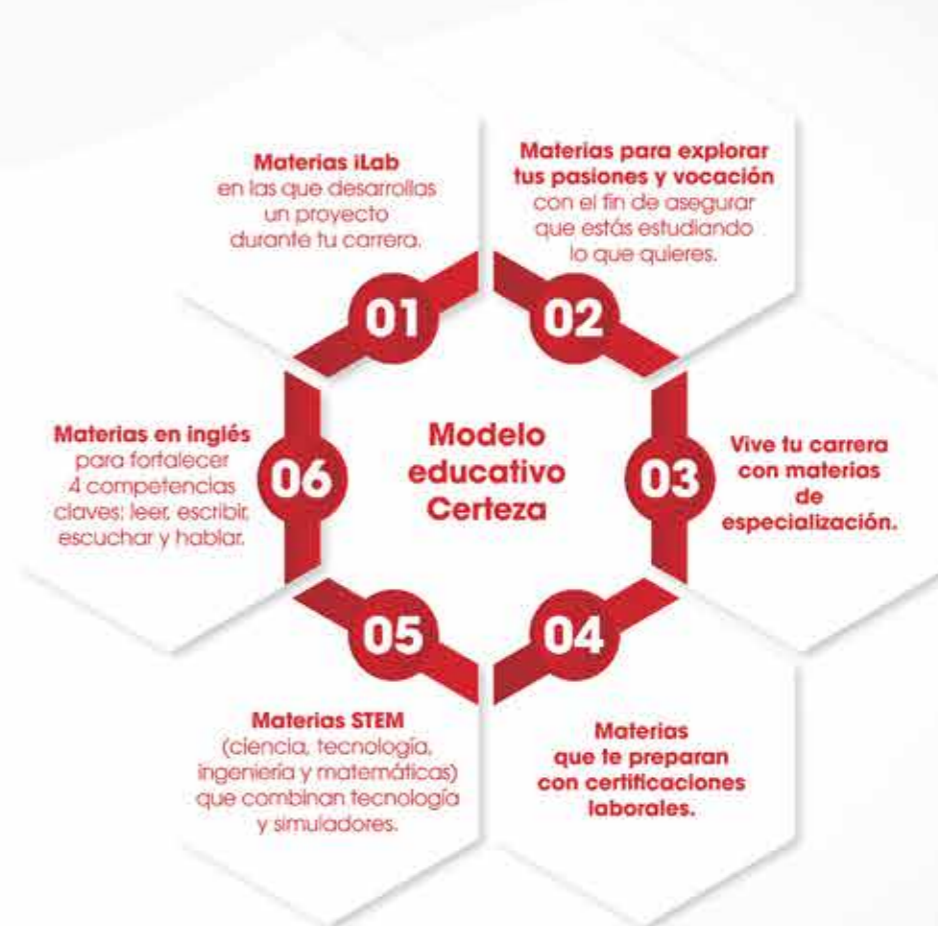 Materias iLab
en las que desarrollas
un proyecto
durante tu carrera.
01
Materias para explorar
tus pasiones y vocación
con el fin de asegurar
que estás estudiando
lo que quieres.
02
Modelo
educativo
Certeza
03
Vive tu carrera
con materias
de
especialización.
04
Materias
que te preparan
con certificaciones
laborales.
05
Materias STEM
(ciencia, tecnología,
ingeniería y matemáticas)
que combinan tecnología
y simuladores.
06
Materias en inglés
para fortalecer
4 competencias
claves: leer, escribir,
escuchar y hablar.